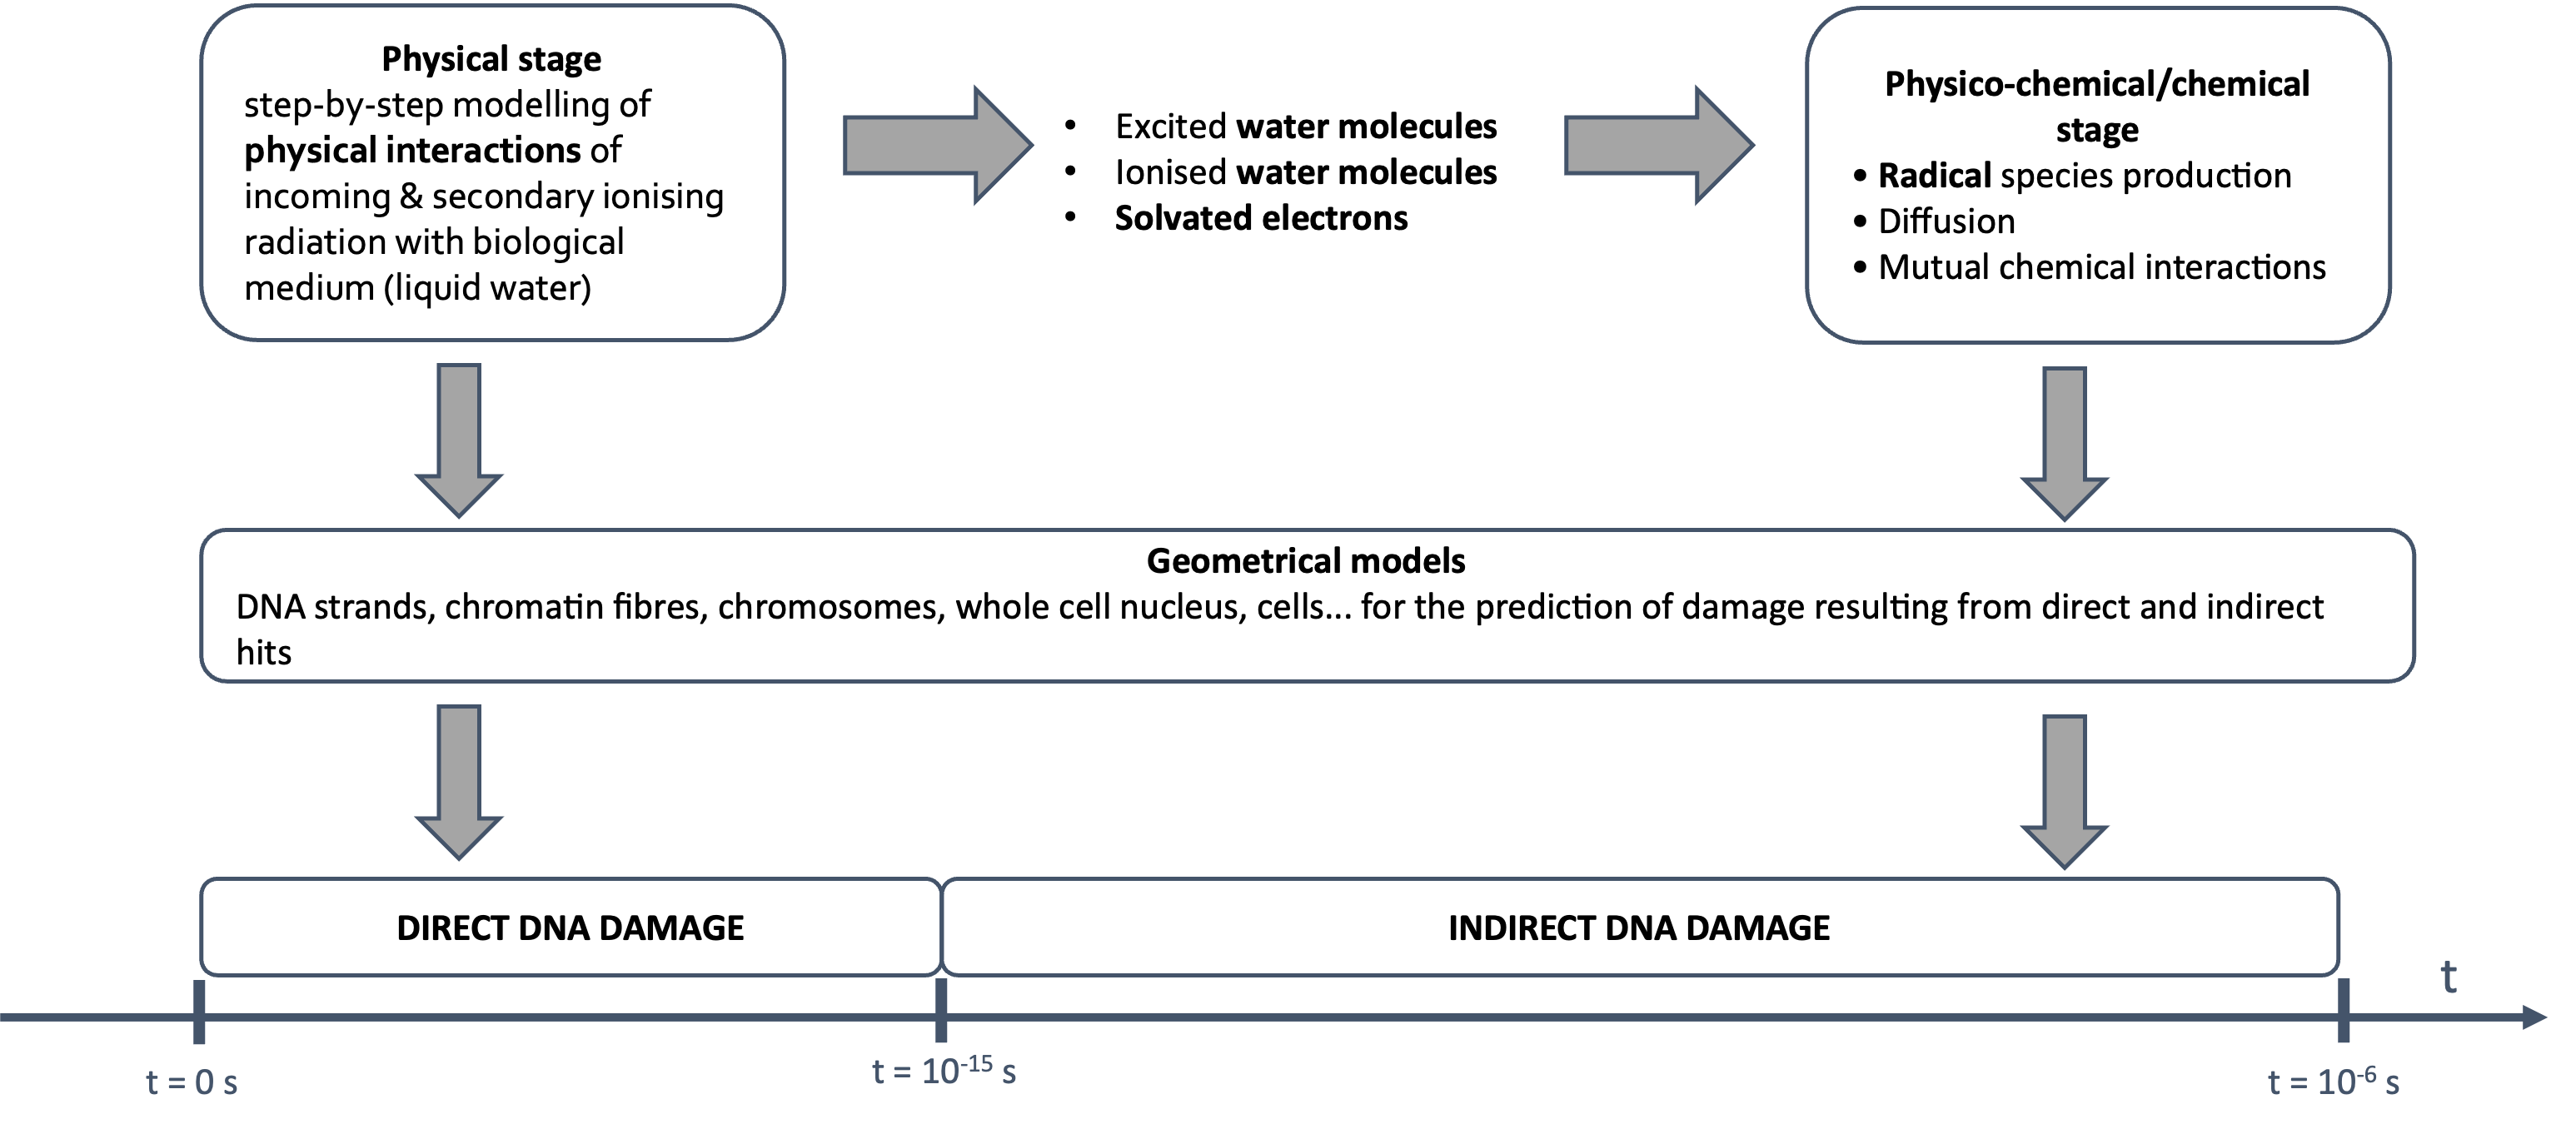 Physical stage
step-by-step modelling of
physical interactions of
incoming & secondary ionising
radiation with biological
medium (liquid water)
• Excited water molecules
• Ionised water molecules
• Solvated electrons
Physico-chemical/chemical
stage
• Radical species production
• Diffusion
• Mutual chemical interactions
Geometrical models
DNA strands, chromatin fibres, chromosomes, whole cell nucleus, cells... for the prediction of damage resulting from direct and indirect
hits
DIRECT DNA DAMAGE
INDIRECT DNA DAMAGE
t
t = 0 s
t = 10⁻¹⁵ s
t = 10⁻⁶ s